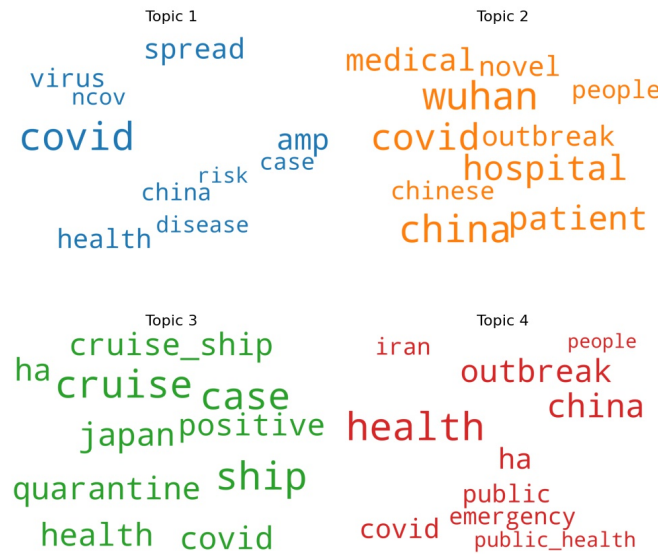 Topic 1
spread
virus
ncov
covid
amp
case
risk
china
disease
health
Topic 2
medical
novel
people
wuhan
covid
outbreak
hospital
chinese
patient
china
Topic 3
cruise_ship
ha
cruise
case
positive
japan
ship
quarantine
health
covid
Topic 4
people
iran
outbreak
china
health
ha
public
emergency
covid
public_health